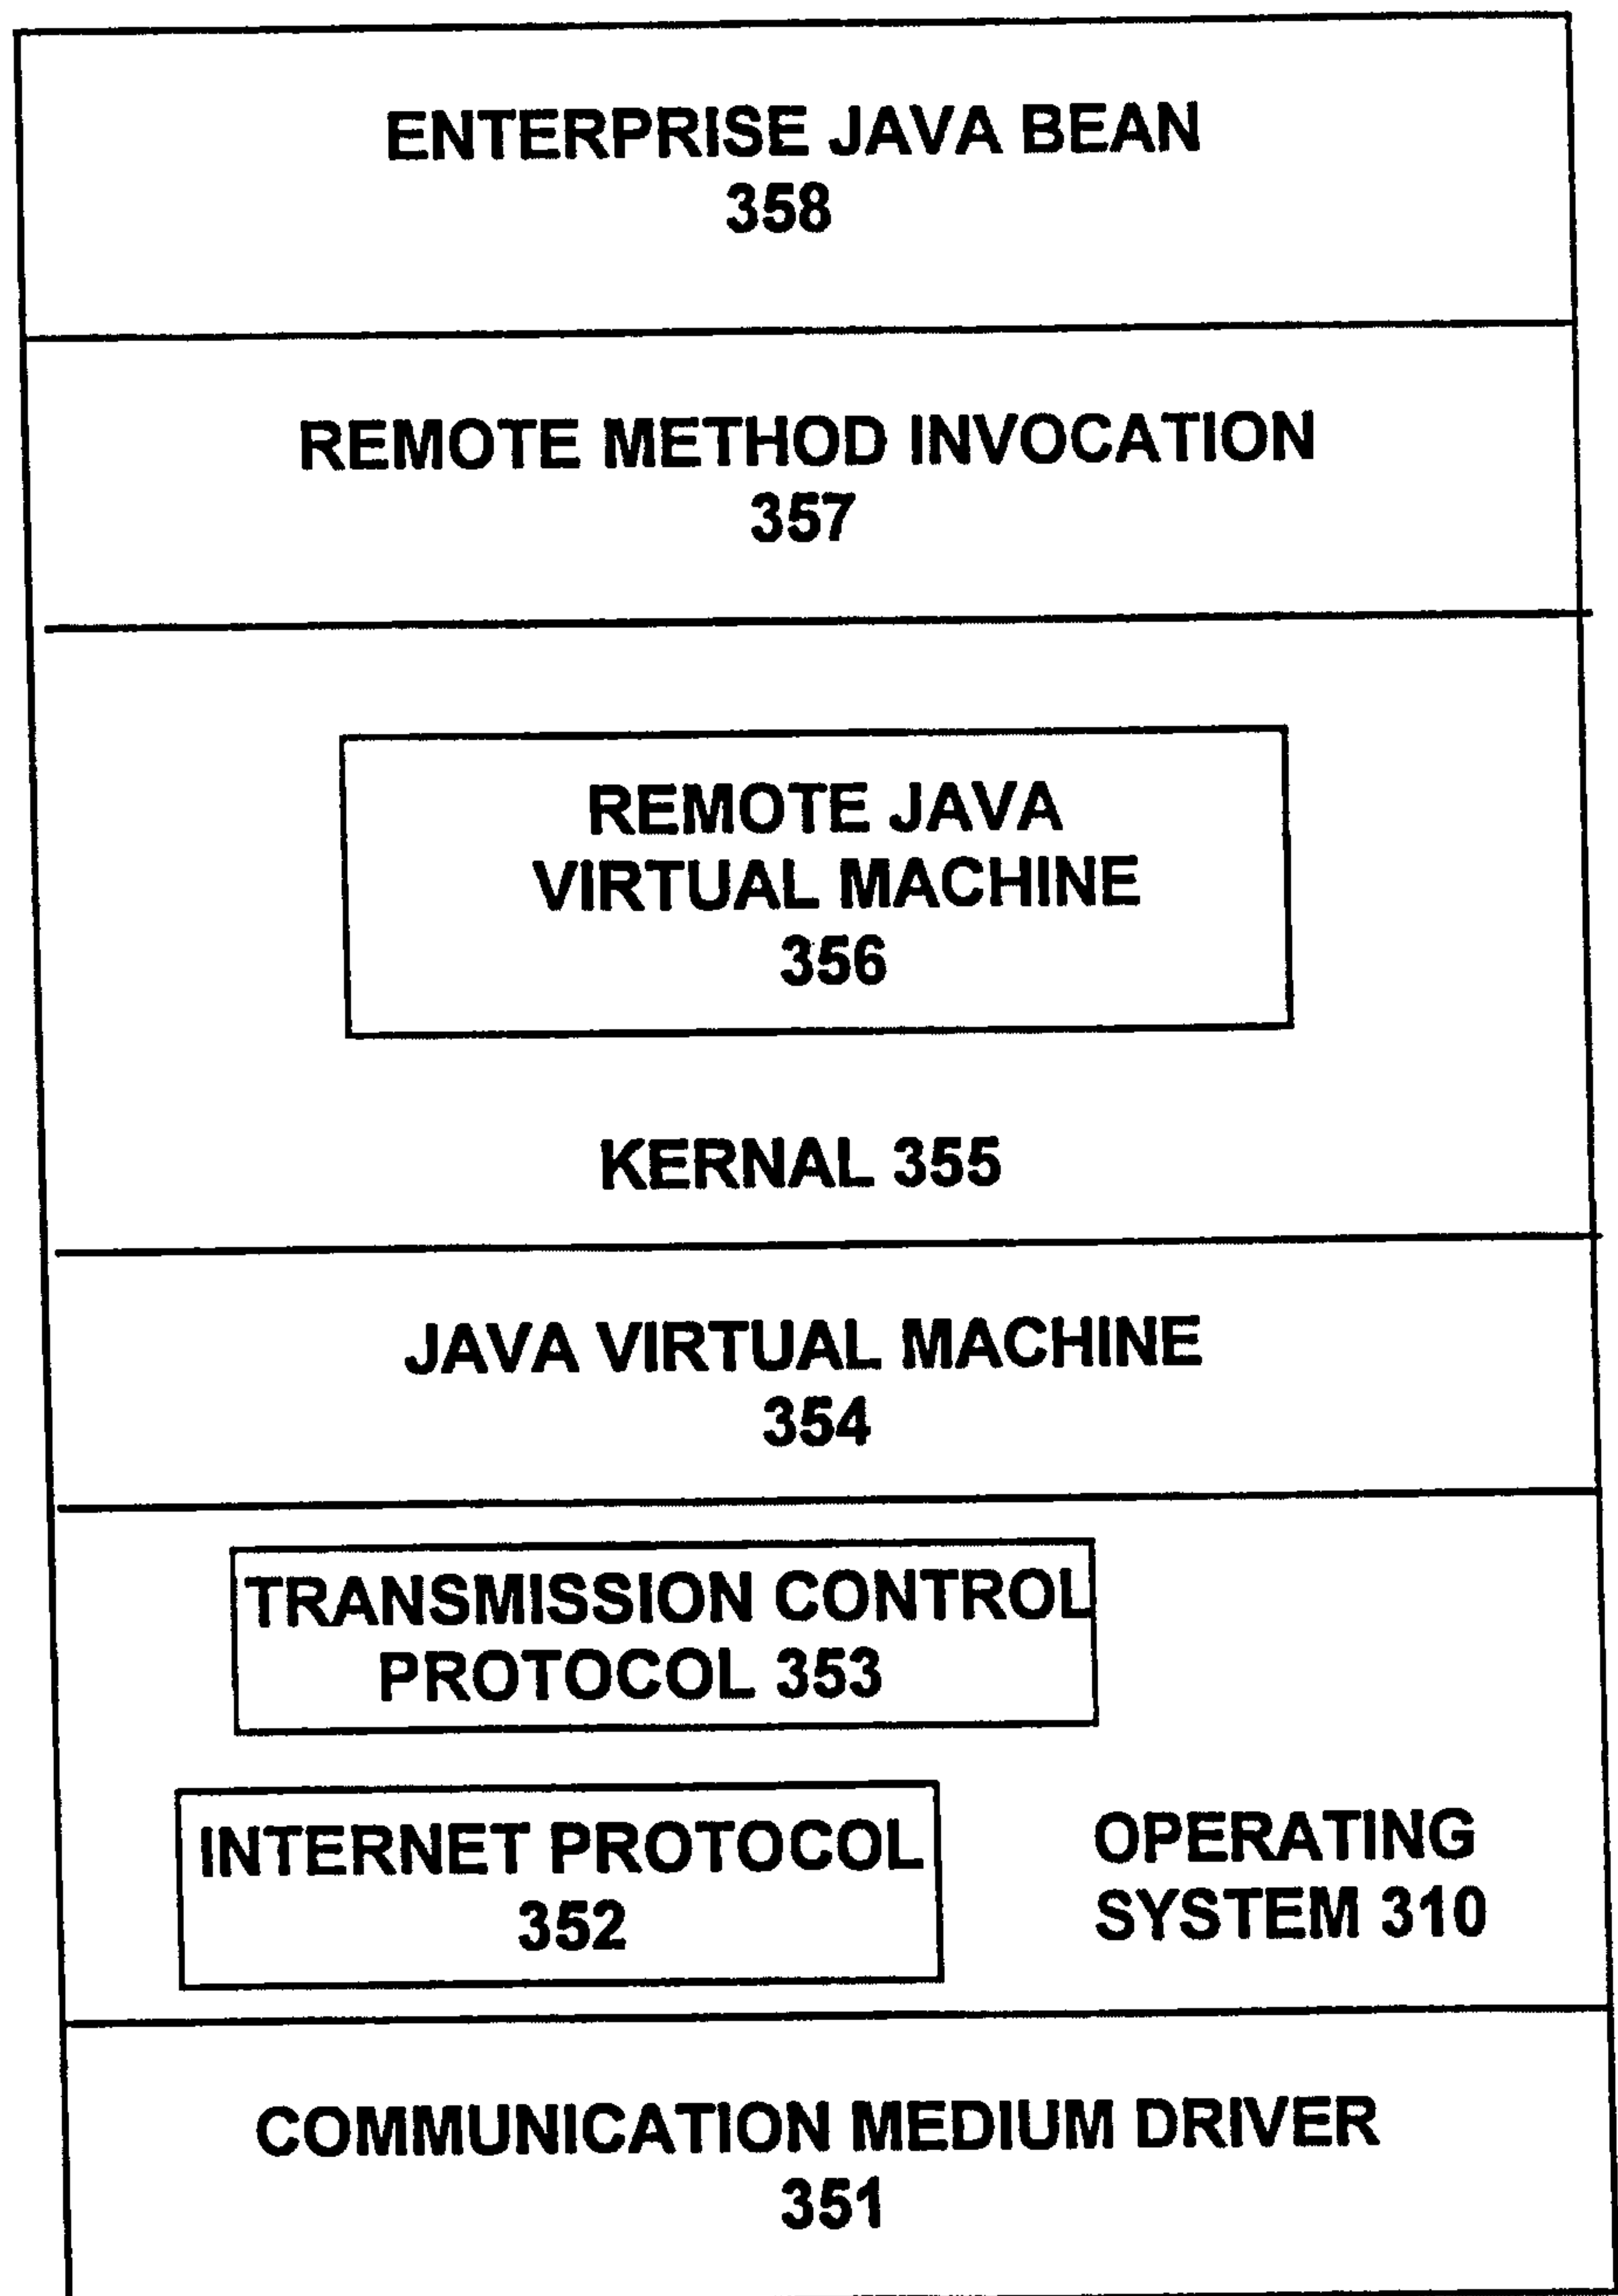 ENTERPRISE JAVA BEAN
358
REMOTE METHOD INVOCATION
357
REMOTE JAVA
VIRTUAL MACHINE
356
KERNAL 355
JAVA VIRTUAL MACHINE
354
TRANSMISSION CONTROL
PROTOCOL 353
INTERNET PROTOCOL
352
OPERATING
SYSTEM 310
COMMUNICATION MEDIUM DRIVER
351